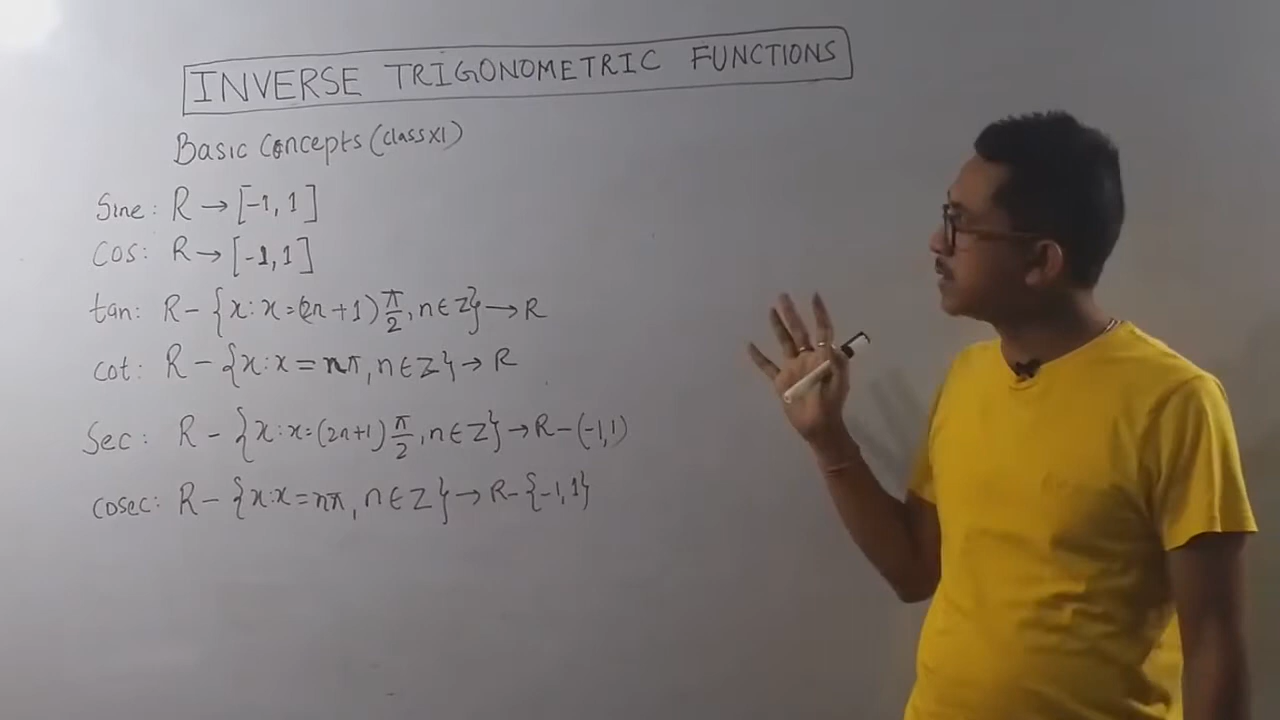 INVERSE TRIGONOMETRIC FUNCTIONS
Basic Concepts (class XI)
Sine: R → [-1, 1]
Cos: R → [-1, 1]
tan: R - {x : x = (2n + 1) π/2, n ∈ Z} → R
cot: R - {x : x = nπ, n ∈ Z} → R
Sec: R - {x : x = (2n+1) π/2, n ∈ Z} → R - (-1, 1)
cosec: R - {x : x = nπ, n ∈ Z} → R - {-1, 1}